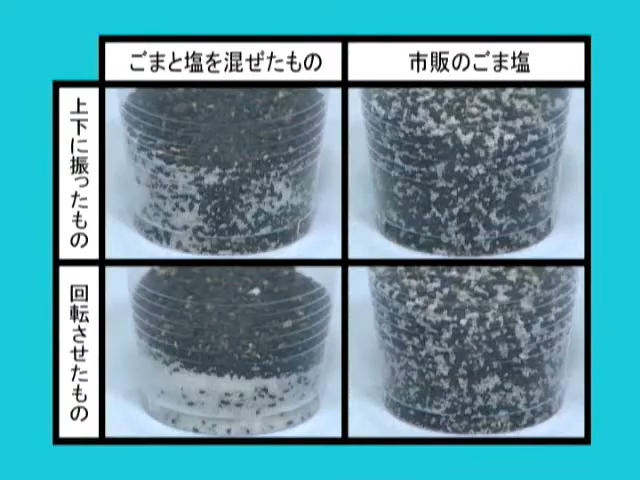 ごまと塩を混ぜたもの
市販のごま塩
上下に振ったもの
回転させたもの